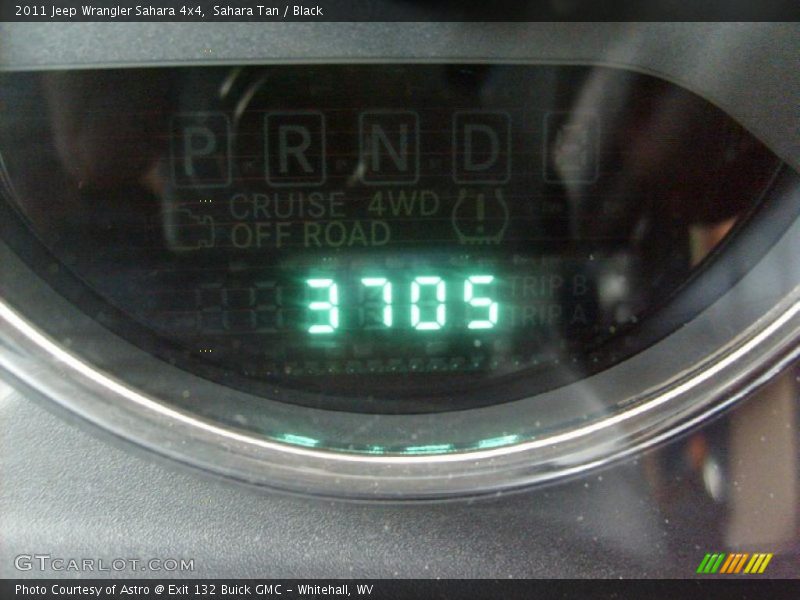 2011 Jeep Wrangler Sahara 4x4, Sahara Tan / Black
P R N D
CRUISE 4WD
OFF ROAD
TRIP B
3705
TRIP A
GTCARLOT.COM
Photo Courtesy of Astro @ Exit 132 Buick GMC - Whitehall, WV